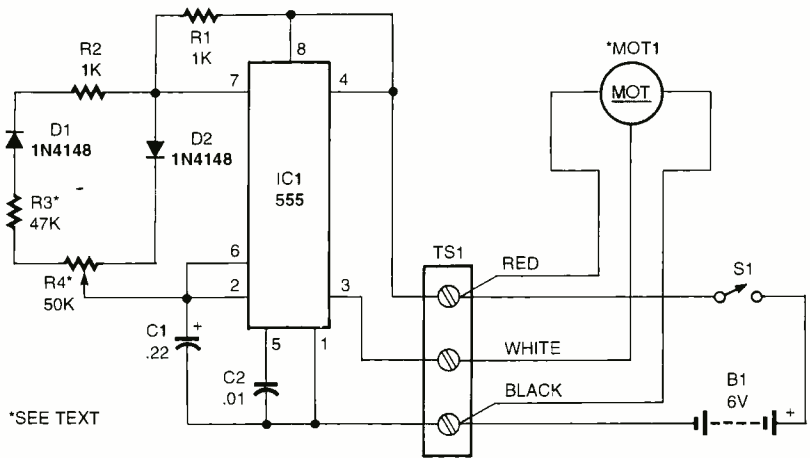 R1
1K
R2
1K
8
7
4
*MOT1
MOT
D1
1N4148
D2
1N4148
IC1
555
R3*
47K
6
2
3
R4*
50K
TS1
RED
S1
C1
+
.22
5
1
WHITE
C2
.01
BLACK
B1
6V
+
*SEE TEXT